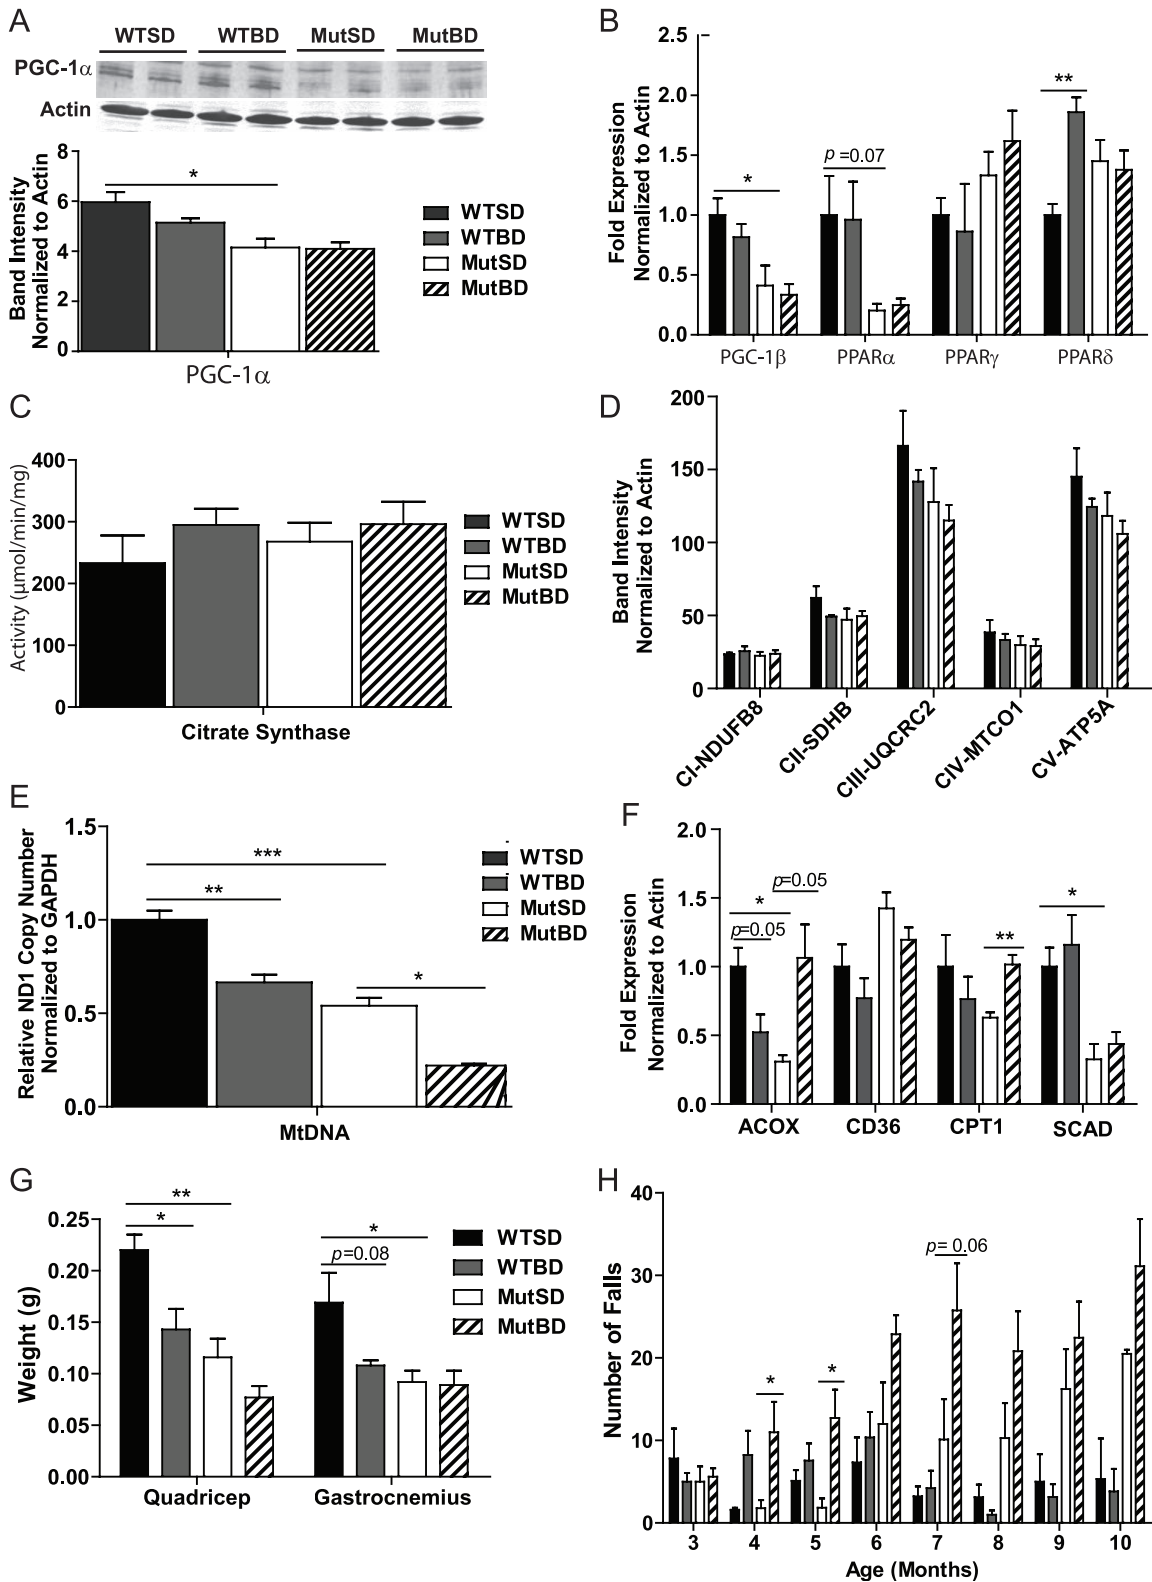 A
WTSD WTBD MutSD MutBD
PGC-1α
Actin
Band Intensity
Normalized to Actin
8
6
4
2
0
*
PGC-1α
WTSD
WTBD
MutSD
MutBD
B
Fold Expression
Normalized to Actin
2.5
2.0
1.5
1.0
0.5
0.0
*
p =0.07
**
PGC-1β PPARα PPARγ PPARδ
C
Activity (μmol/min/mg)
400
300
200
100
0
Citrate Synthase
WTSD
WTBD
MutSD
MutBD
D
Band Intensity
Normalized to Actin
200
150
100
50
0
CI-NDUFB8
CII-SDHB
CIII-UQCRC2
CIV-MTCO1
CV-ATP5A
E
Relative ND1 Copy Number
Normalized to GAPDH
1.5
1.0
0.5
0.0
***
**
*
MtDNA
WTSD
WTBD
MutSD
MutBD
F
Fold Expression
Normalized to Actin
2.0
1.5
1.0
0.5
0.0
p=0.05
*
p=0.05
**
*
ACOX CD36 CPT1 SCAD
G
Weight (g)
0.25
0.20
0.15
0.10
0.05
0.00
**
*
*
p=0.08
Quadricep Gastrocnemius
WTSD
WTBD
MutSD
MutBD
H
Number of Falls
40
30
20
10
0
*
*
p= 0.06
3 4 5 6 7 8 9 10
Age (Months)